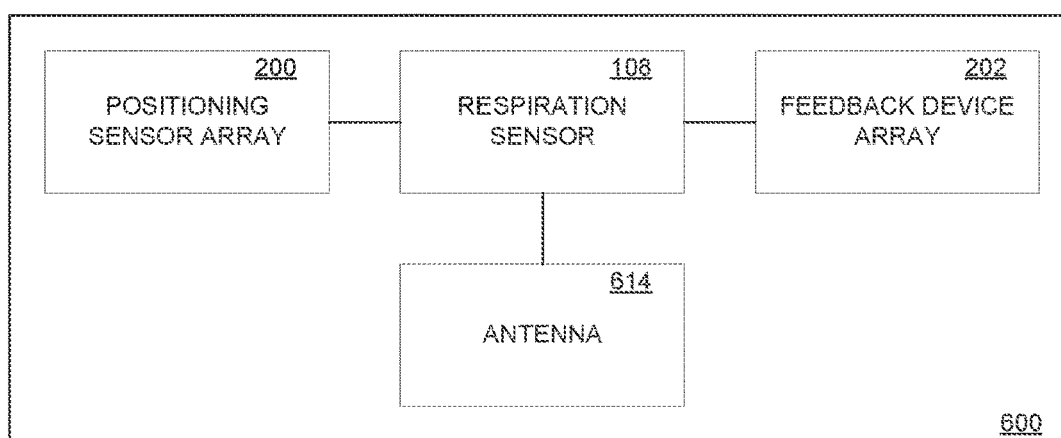 200
POSITIONING
SENSOR ARRAY
108
RESPIRATION
SENSOR
202
FEEDBACK DEVICE
ARRAY
614
ANTENNA
600